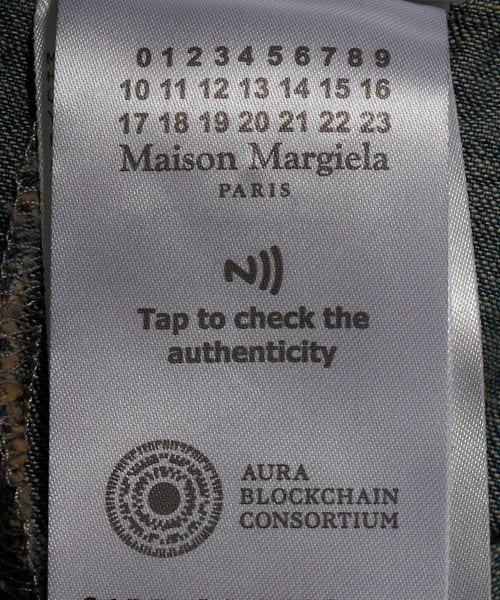 0 1 2 3 4 5 6 7 8 9
10 11 12 13 14 15 16
17 18 19 20 21 22 23
Maison Margiela
PARIS
Tap to check the
authenticity
AURA
BLOCKCHAIN
CONSORTIUM